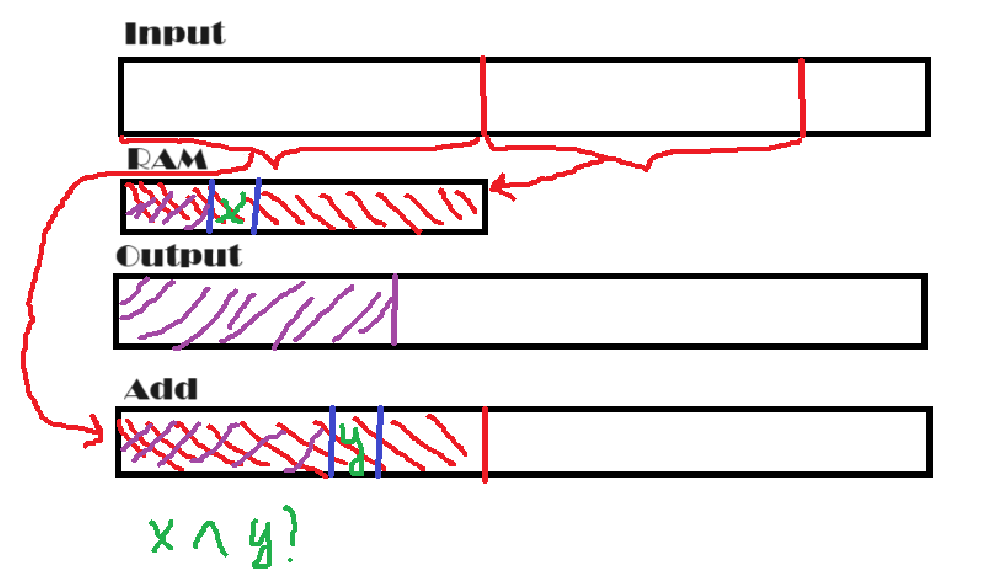 Input
RAM
x
Output
Add
y
x ∩ y?